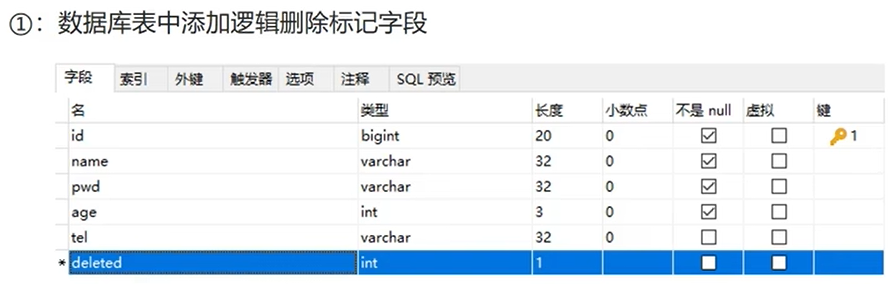 ①：数据库表中添加逻辑删除标记字段
字段 索引 外键 触发器 选项 注释 SQL 预览
名 类型 长度 小数点 不是 null 虚拟 键
id bigint 20 0 1
name varchar 32 0
pwd varchar 32 0
age int 3 0
tel varchar 32 0
* deleted int 1